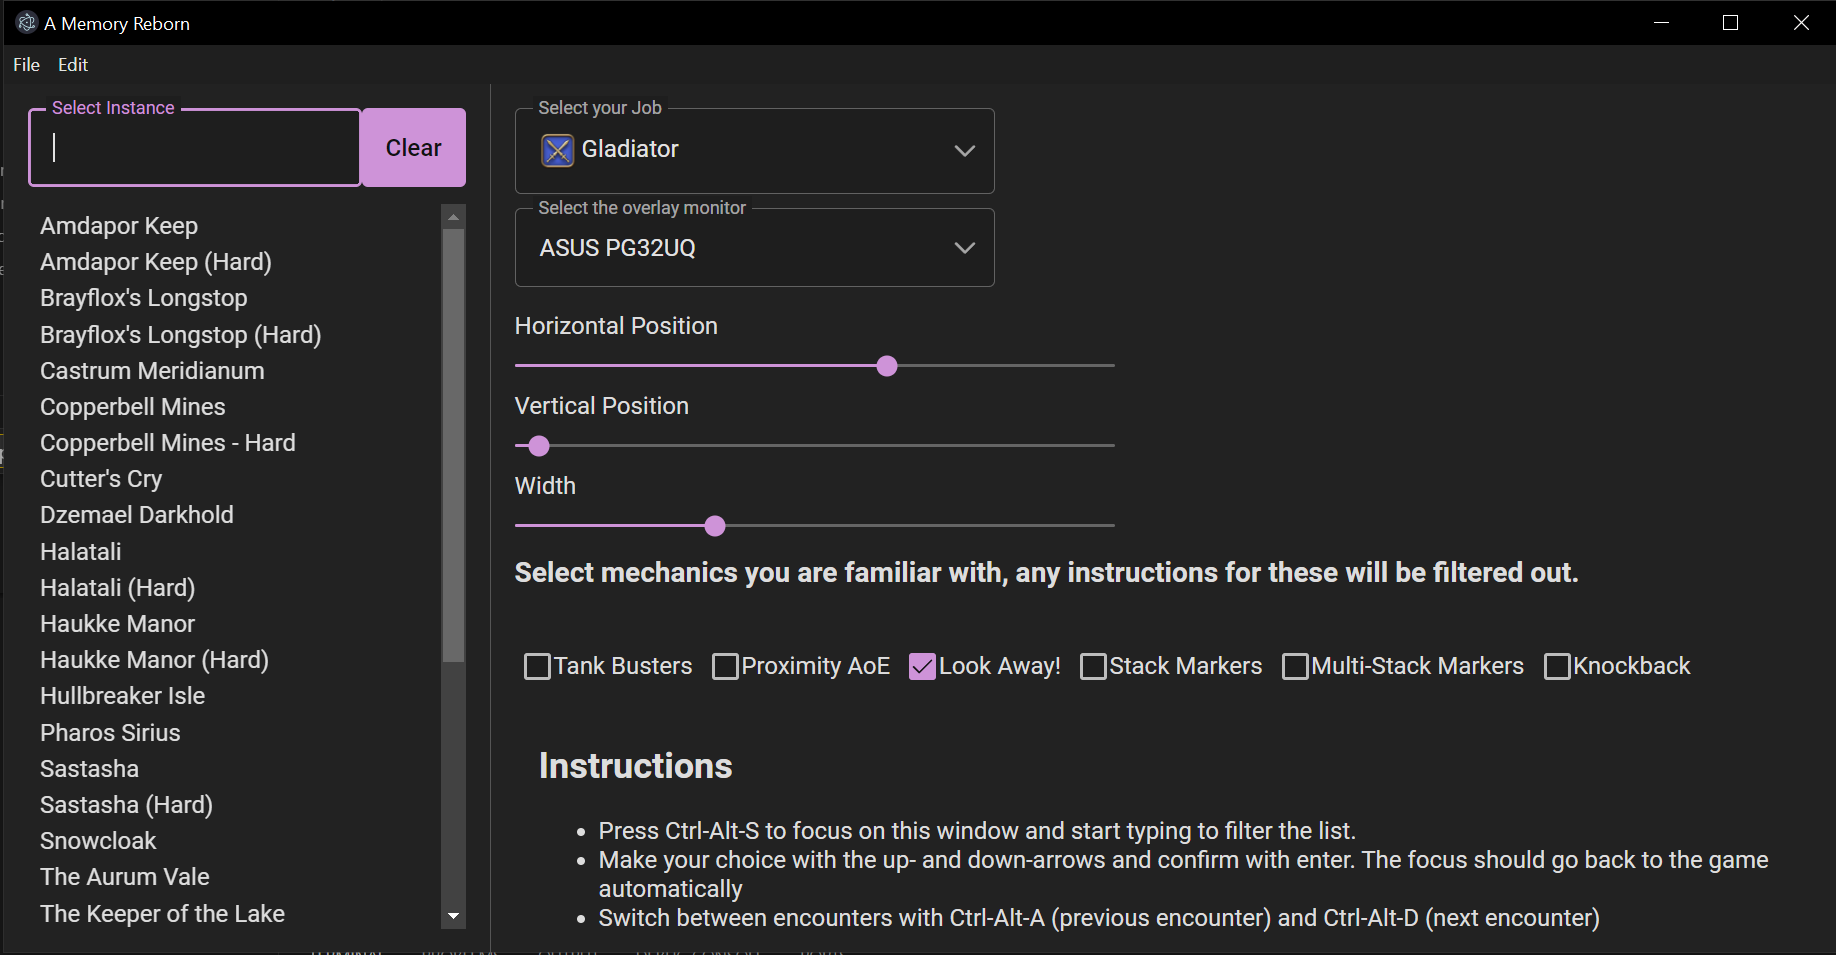 A Memory Reborn
File Edit
Select Instance
Clear
Amdapor Keep
Amdapor Keep (Hard)
Brayflox's Longstop
Brayflox's Longstop (Hard)
Castrum Meridianum
Copperbell Mines
Copperbell Mines - Hard
Cutter's Cry
Dzemael Darkhold
Halatali
Halatali (Hard)
Haukke Manor
Haukke Manor (Hard)
Hullbreaker Isle
Pharos Sirius
Sastasha
Sastasha (Hard)
Snowcloak
The Aurum Vale
The Keeper of the Lake
Select your Job
Gladiator
Select the overlay monitor
ASUS PG32UQ
Horizontal Position
Vertical Position
Width
Select mechanics you are familiar with, any instructions for these will be filtered out.
Tank Busters Proximity AoE Look Away! Stack Markers Multi-Stack Markers Knockback
Instructions
• Press Ctrl-Alt-S to focus on this window and start typing to filter the list.
• Make your choice with the up- and down-arrows and confirm with enter. The focus should go back to the game
automatically
• Switch between encounters with Ctrl-Alt-A (previous encounter) and Ctrl-Alt-D (next encounter)